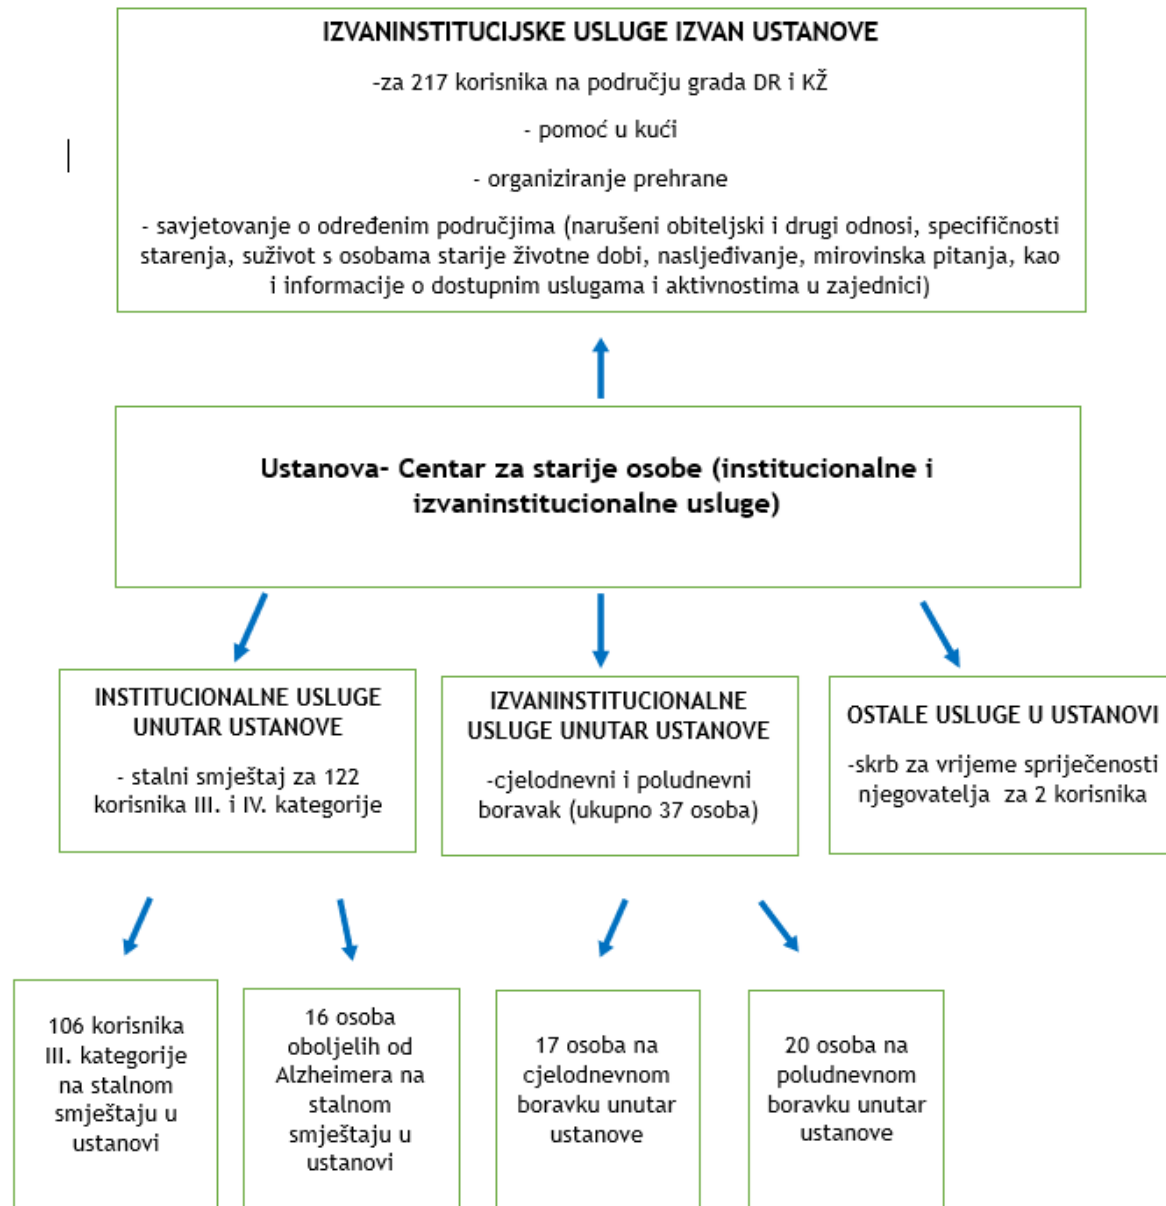 IZVANINSTITUCIJSKE USLUGE IZVAN USTANOVE
-za 217 korisnika na području grada DR i KŽ
- pomoć u kući
- organiziranje prehrane
- savjetovanje o određenim područjima (narušeni obiteljski i drugi odnosi, specifičnosti
starenja, suživot s osobama starije životne dobi, nasljeđivanje, mirovinska pitanja, kao
i informacije o dostupnim uslugama i aktivnostima u zajednici)
Ustanova- Centar za starije osobe (institucionalne i
izvaninstitucionalne usluge)
INSTITUCIONALNE USLUGE
UNUTAR USTANOVE
- stalni smještaj za 122
korisnika III. i IV. kategorije
IZVANINSTITUCIONALNE
USLUGE UNUTAR USTANOVE
-cjelodnevni i poludnevni
boravak (ukupno 37 osoba)
OSTALE USLUGE U USTANOVI
-skrb za vrijeme spriječenosti
njegovatelja za 2 korisnika
106 korisnika
III. kategorije
na stalnom
smještaju u
ustanovi
16 osoba
oboljelih od
Alzheimera na
stalnom
smještaju u
ustanovi
17 osoba na
cjelodnevnom
boravku unutar
ustanove
20 osoba na
poludnevnom
boravku unutar
ustanove